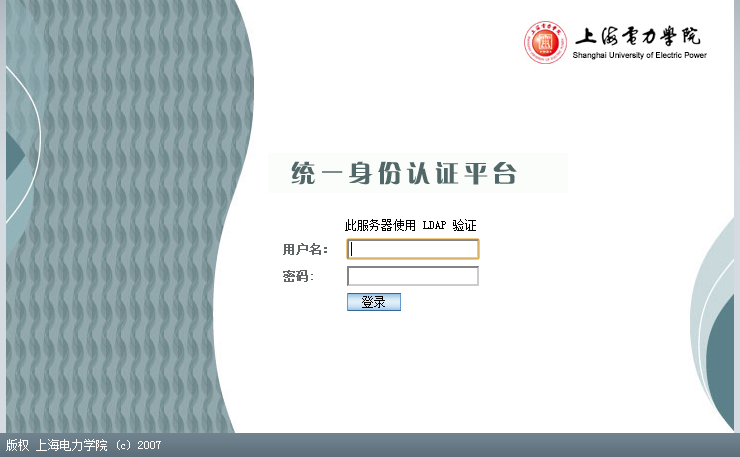 上海電力學院
Shanghai University of Electric Power
统一身份认证平台
此服务器使用 LDAP 验证
用户名:
密码:
登录
版权 上海电力学院 (c) 2007